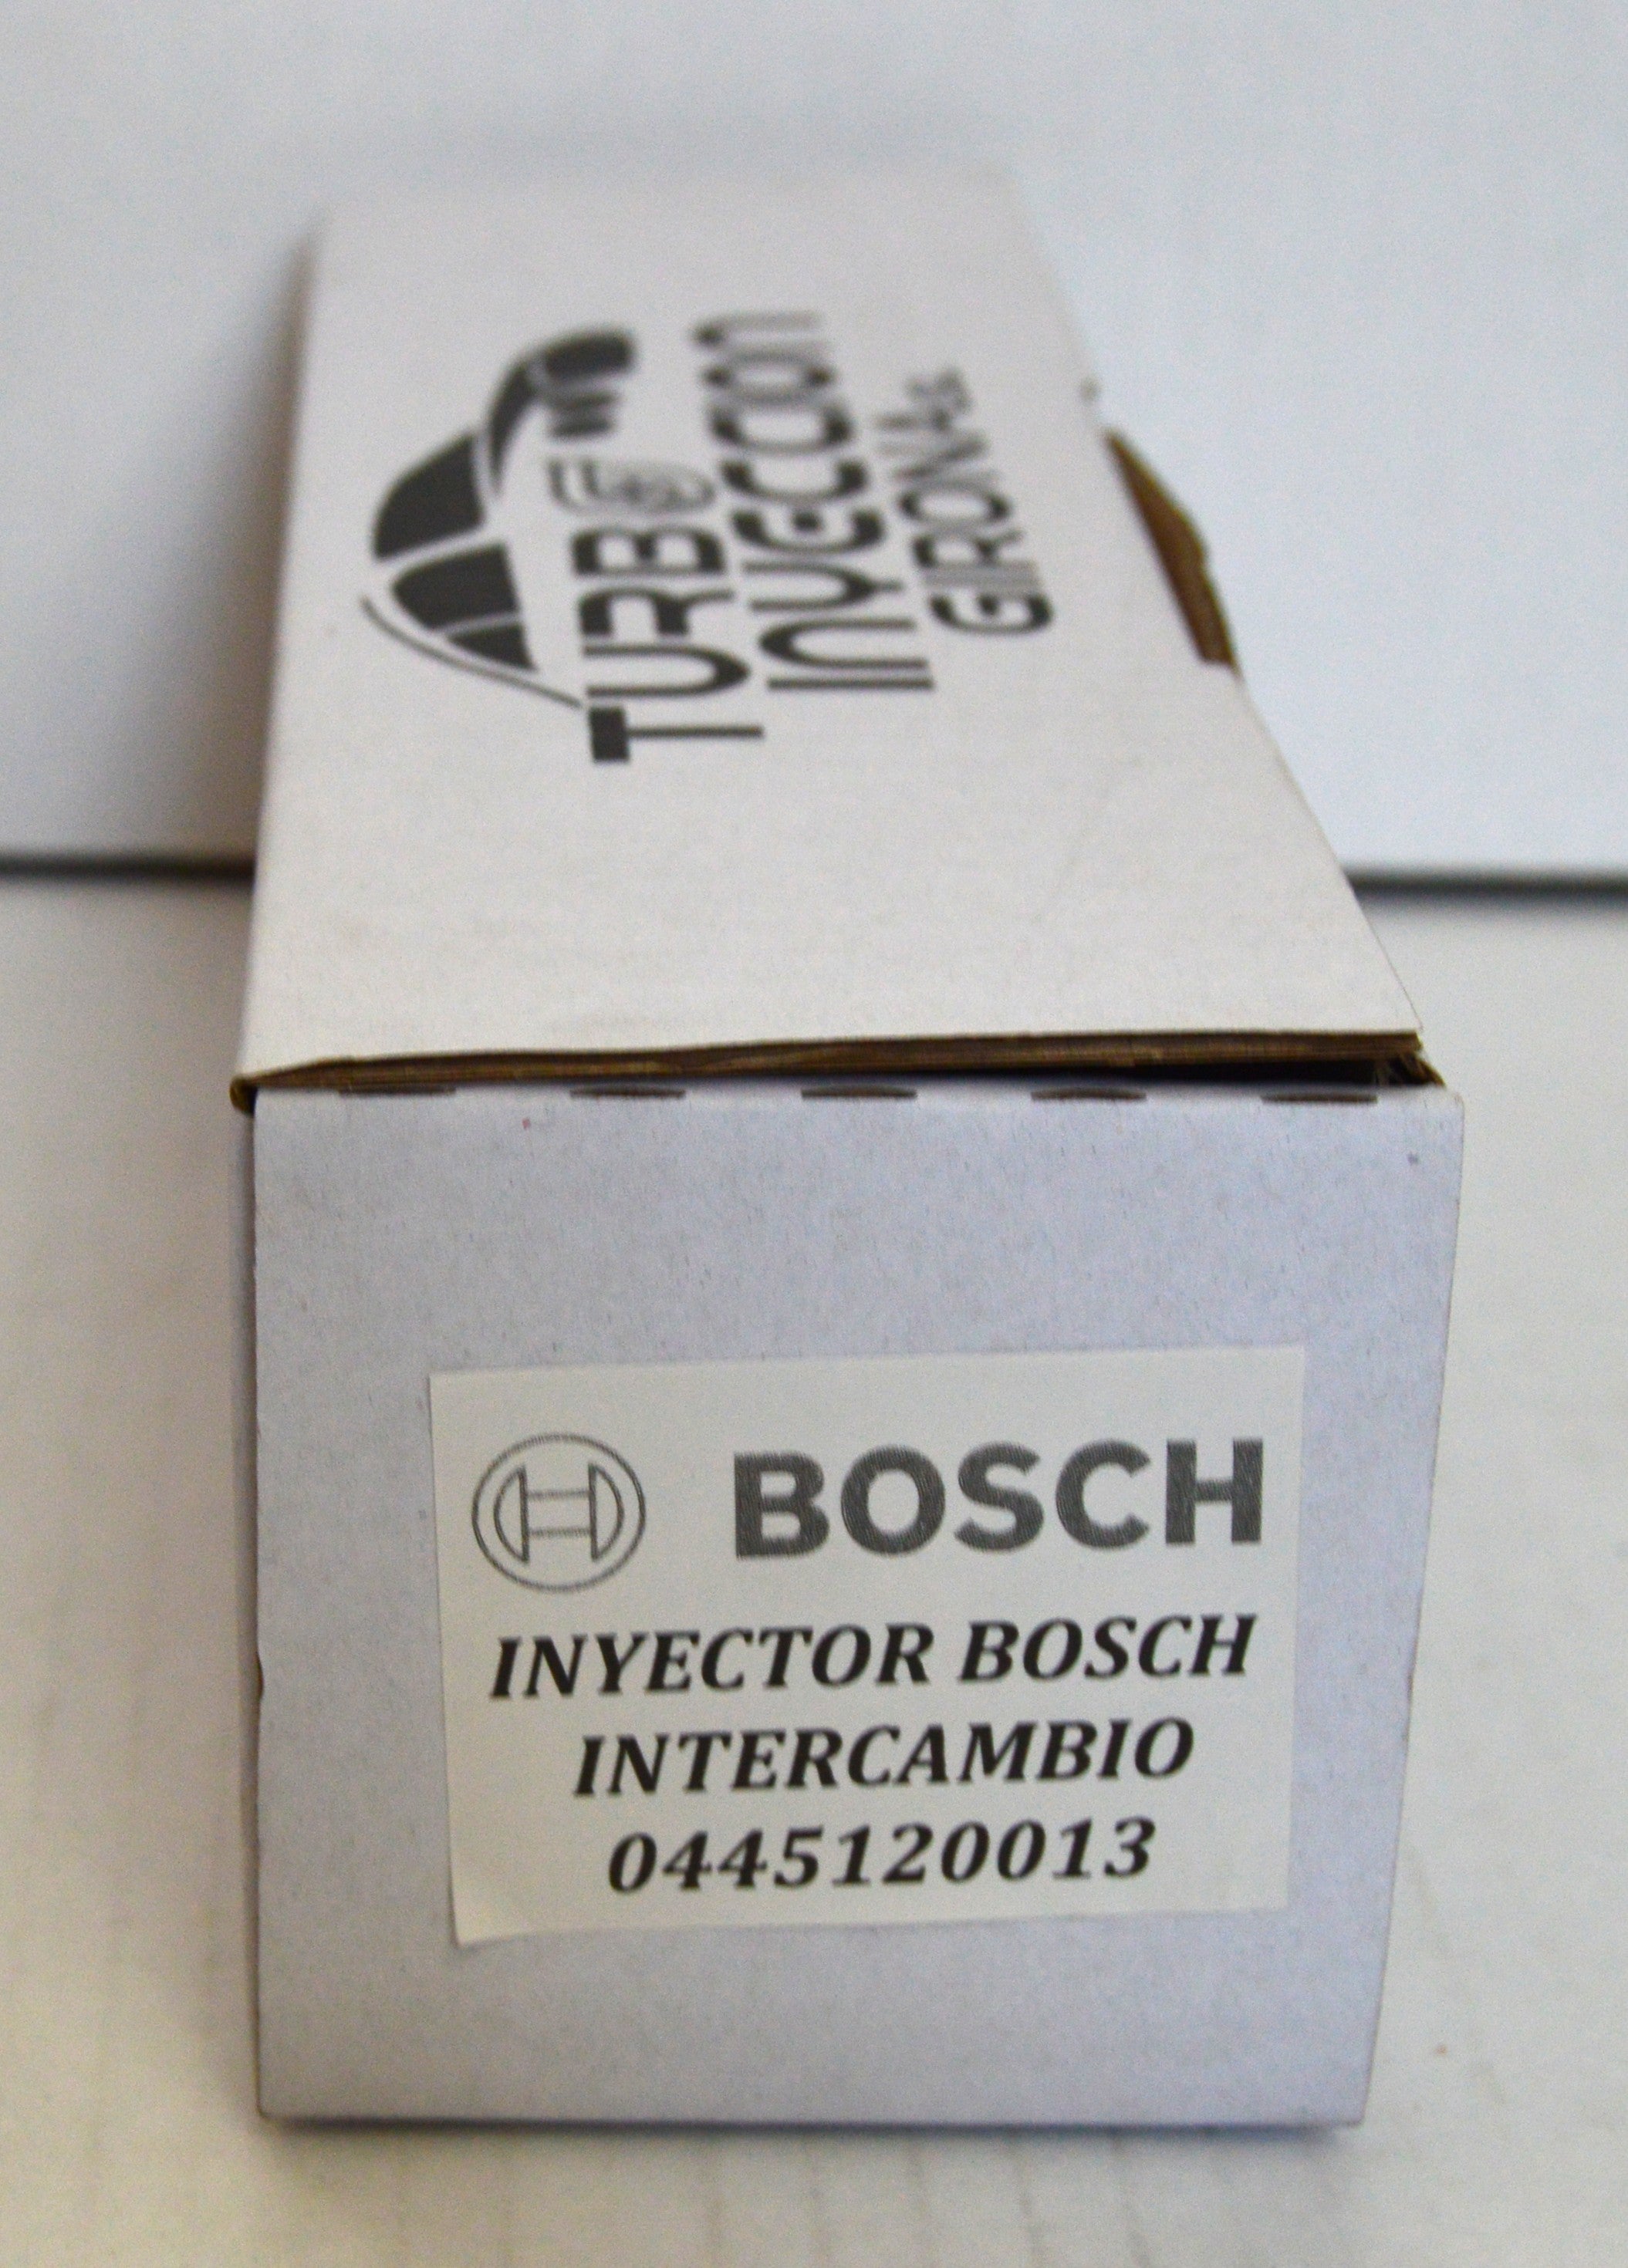 TURBO
INYECCION
GIRONA
BOSCH
INYECTOR BOSCH
INTERCAMBIO
0445120013